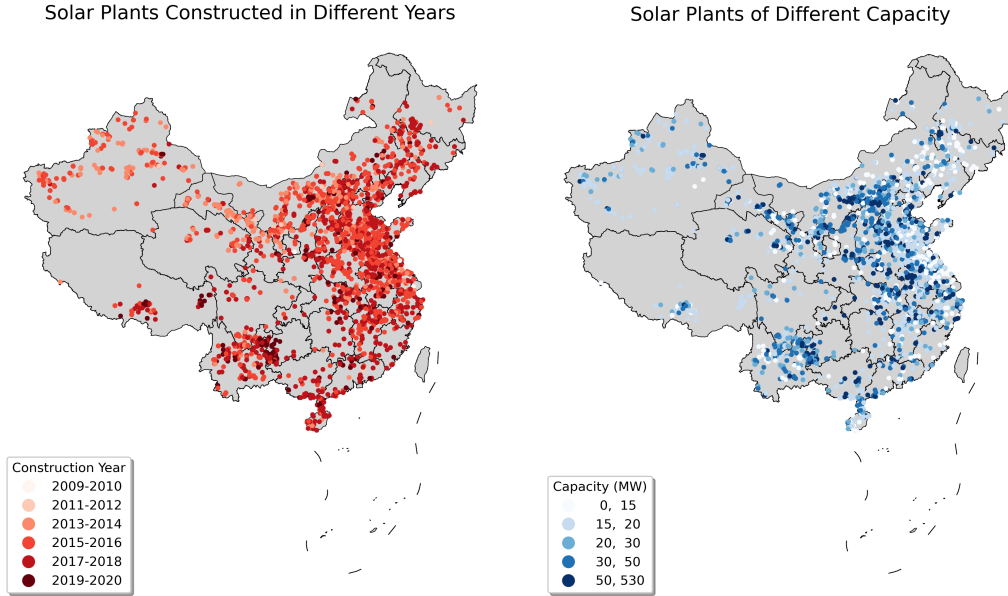 Solar Plants Constructed in Different Years
Solar Plants of Different Capacity
Construction Year
2009-2010
2011-2012
2013-2014
2015-2016
2017-2018
2019-2020
Capacity (MW)
0, 15
15, 20
20, 30
30, 50
50, 530